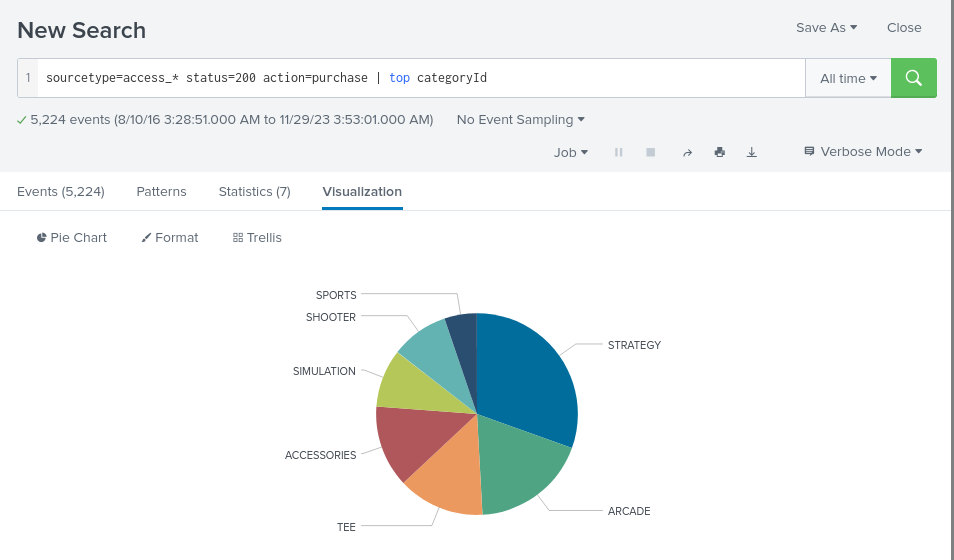 New Search
Save As
Close
1 sourcetype=access_* status=200 action=purchase | top categoryId
All time
5,224 events (8/10/16 3:28:51.000 AM to 11/29/23 3:53:01.000 AM)
No Event Sampling
Job
Verbose Mode
Events (5,224)
Patterns
Statistics (7)
Visualization
Pie Chart
Format
Trellis
SPORTS
SHOOTER
STRATEGY
SIMULATION
ACCESSORIES
ARCADE
TEE